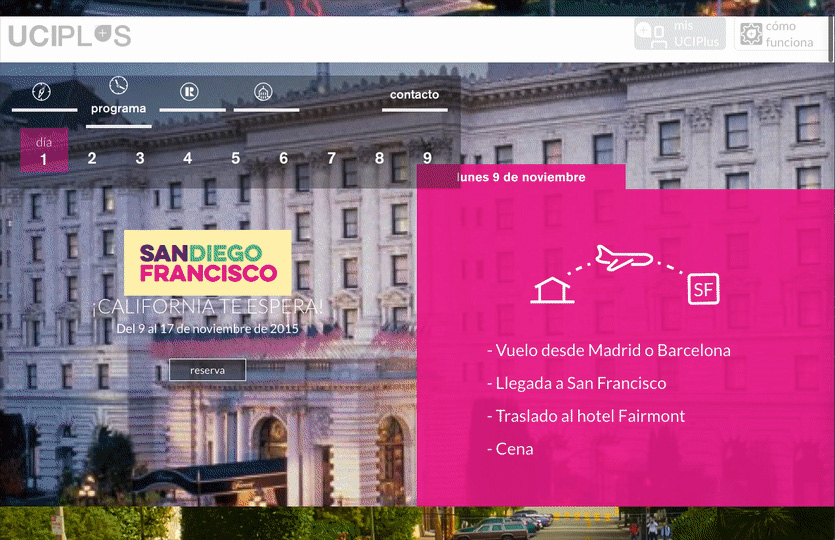 UCIPLUS
mis
UCIPlus
cómo
funciona
programa
contacto
día
1 2 3 4 5 6 7 8 9
lunes 9 de noviembre
SANDIEGO
FRANCISCO
¡CALIFORNIA TE ESPERA!
Del 9 al 17 de noviembre de 2015
reserva
SF
- Vuelo desde Madrid o Barcelona
- Llegada a San Francisco
- Traslado al hotel Fairmont
- Cena